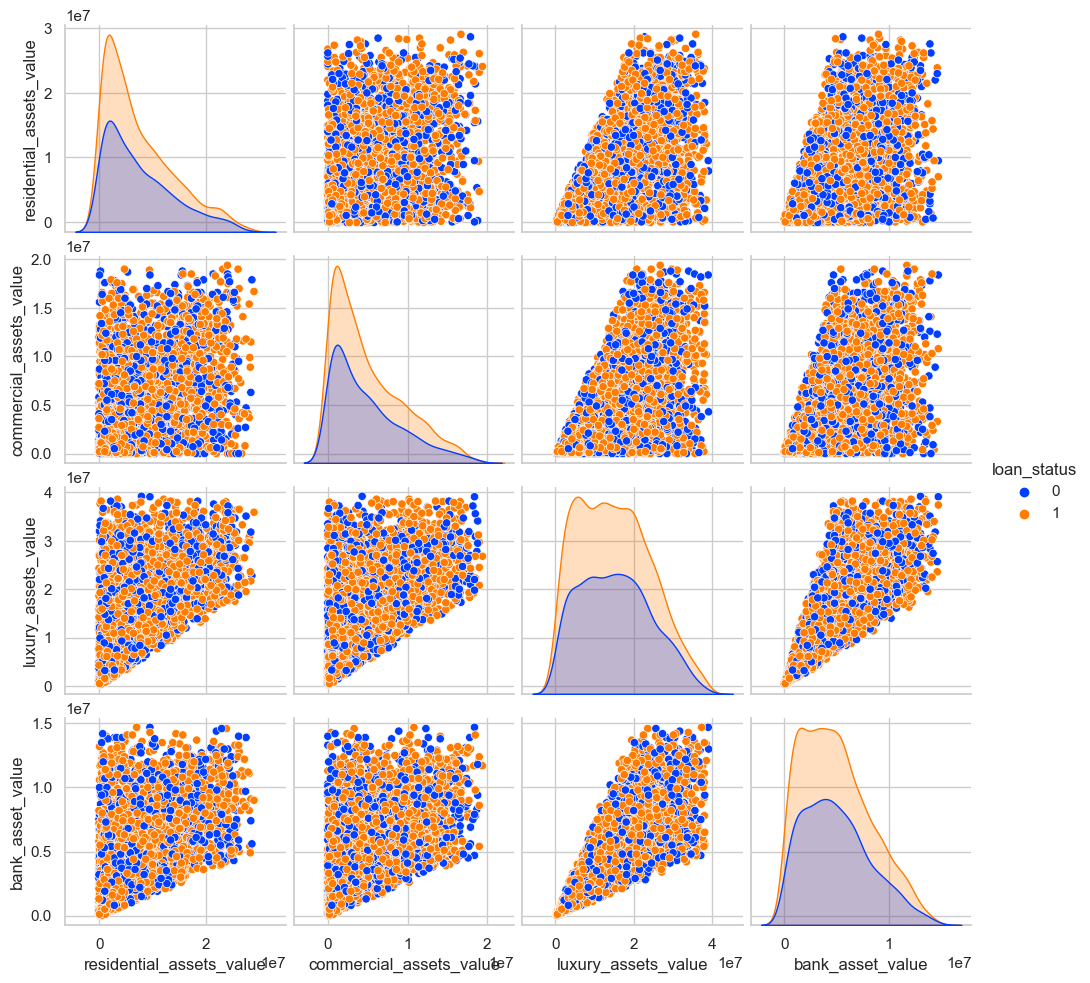 1e7
residential_assets_value
3
2
1
0
1e7
commercial_assets_value
2.0
1.5
1.0
0.5
0.0
loan_status
0
1
1e7
luxury_assets_value
4
3
2
1
0
1e7
bank_asset_value
1.5
1.0
0.5
0.0
0 2 0 1 2 0 2 4 0 1
residential_assets_value 1e7 commercial_assets_value 1e7 luxury_assets_value 1e7 bank_asset_value 1e7